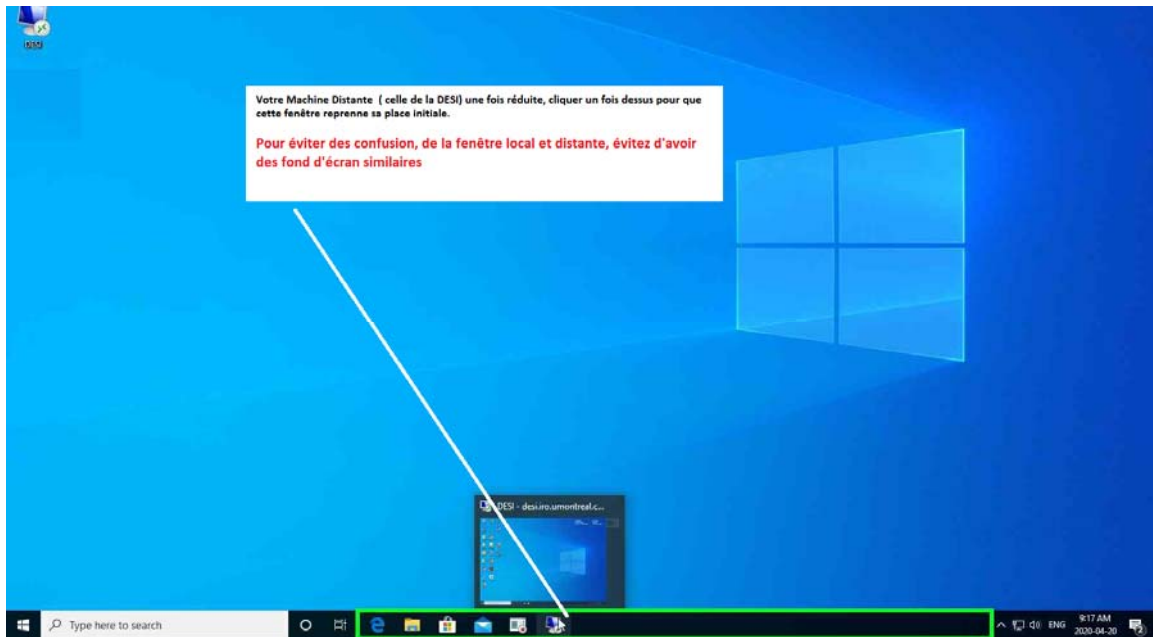 DESI
Votre Machine Distante ( celle de la DESI) une fois réduite, cliquer un fois dessus pour que
cette fenêtre reprenne sa place initiale.
Pour éviter des confusion, de la fenêtre local et distante, évitez d'avoir
des fond d'écran similaires
DESI - desi.iro.umontreal.c...
Type here to search
ENG
9:17 AM
2020-04-20